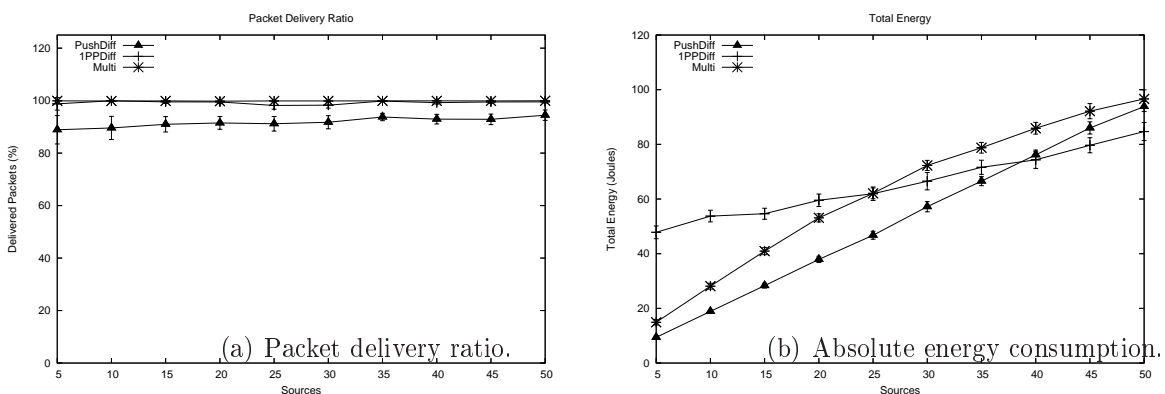 Packet Delivery Ratio
PushDiff
1PPDiff
Multi
Delivered Packets (%)
120
100
80
60
40
20
0
5 10 15 20 25 30 35 40 45 50
Sources
(a) Packet delivery ratio.
Total Energy
PushDiff
1PPDiff
Multi
Total Energy (Joules)
120
100
80
60
40
20
0
5 10 15 20 25 30 35 40 45 50
Sources
(b) Absolute energy consumption.